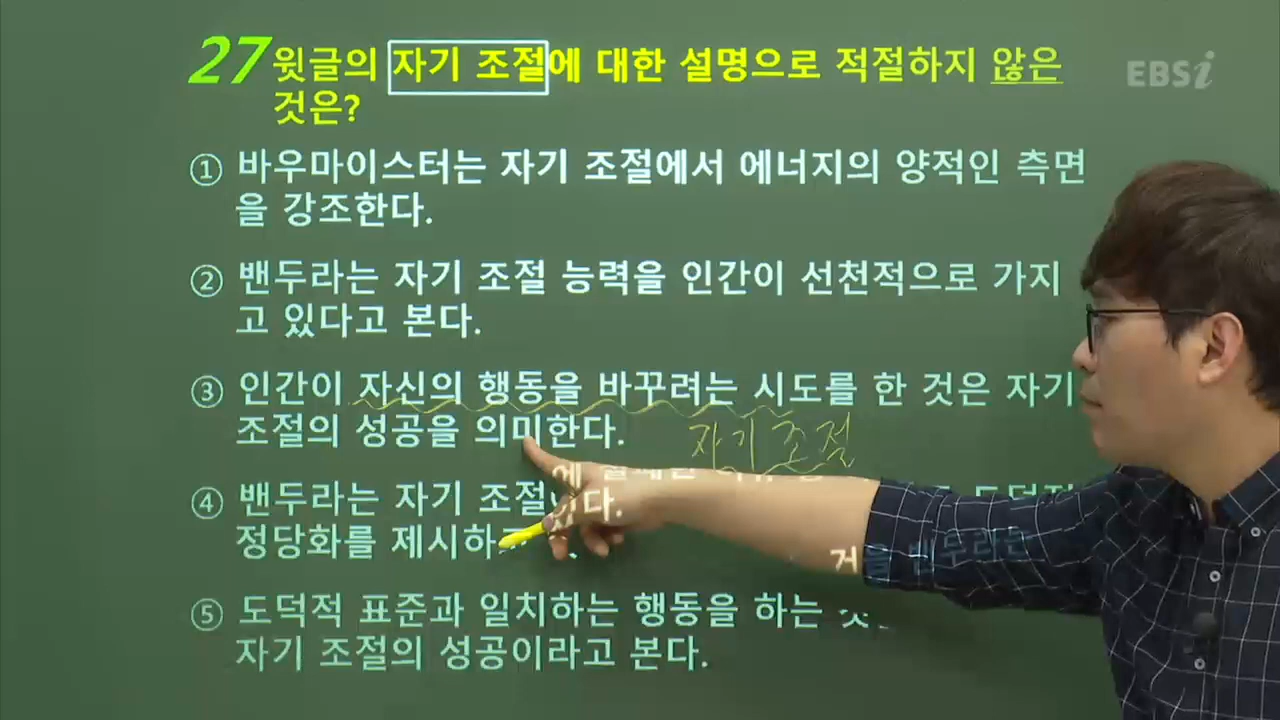 27 윗글의 자기 조절에 대한 설명으로 적절하지 않은
것은?
EBSi
① 바우마이스터는 자기 조절에서 에너지의 양적인 측면
을 강조한다.
② 밴두라는 자기 조절 능력을 인간이 선천적으로 가지
고 있다고 본다.
③ 인간이 자신의 행동을 바꾸려는 시도를 한 것은 자기
조절의 성공을 의미한다.
자기조절
④ 밴두라는 자기 조절
정당화를 제시하
⑤ 도덕적 표준과 일치하는 행동을 하는
밴두라는
자기 조절의 성공이라고 본다.